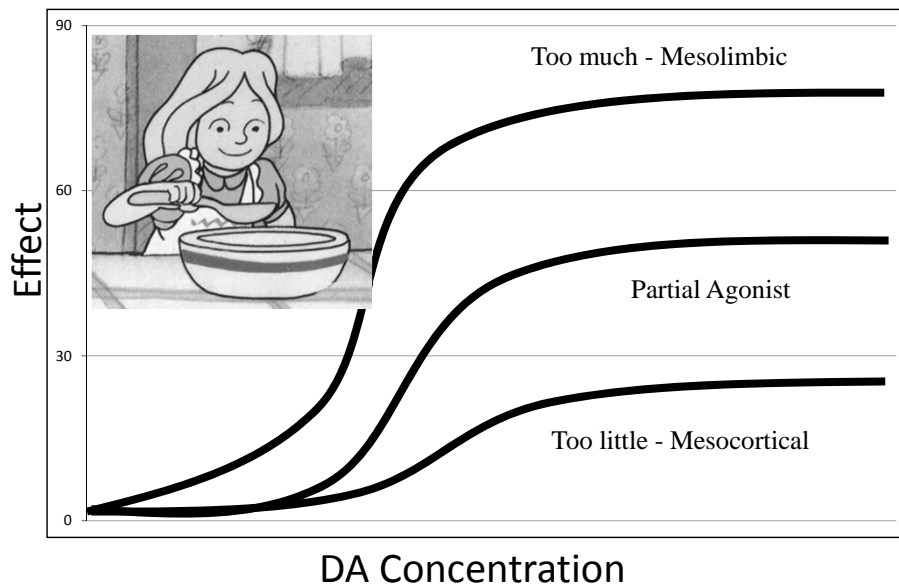 90
Too much - Mesolimbic
60
Effect
Partial Agonist
30
Too little - Mesocortical
0
DA Concentration